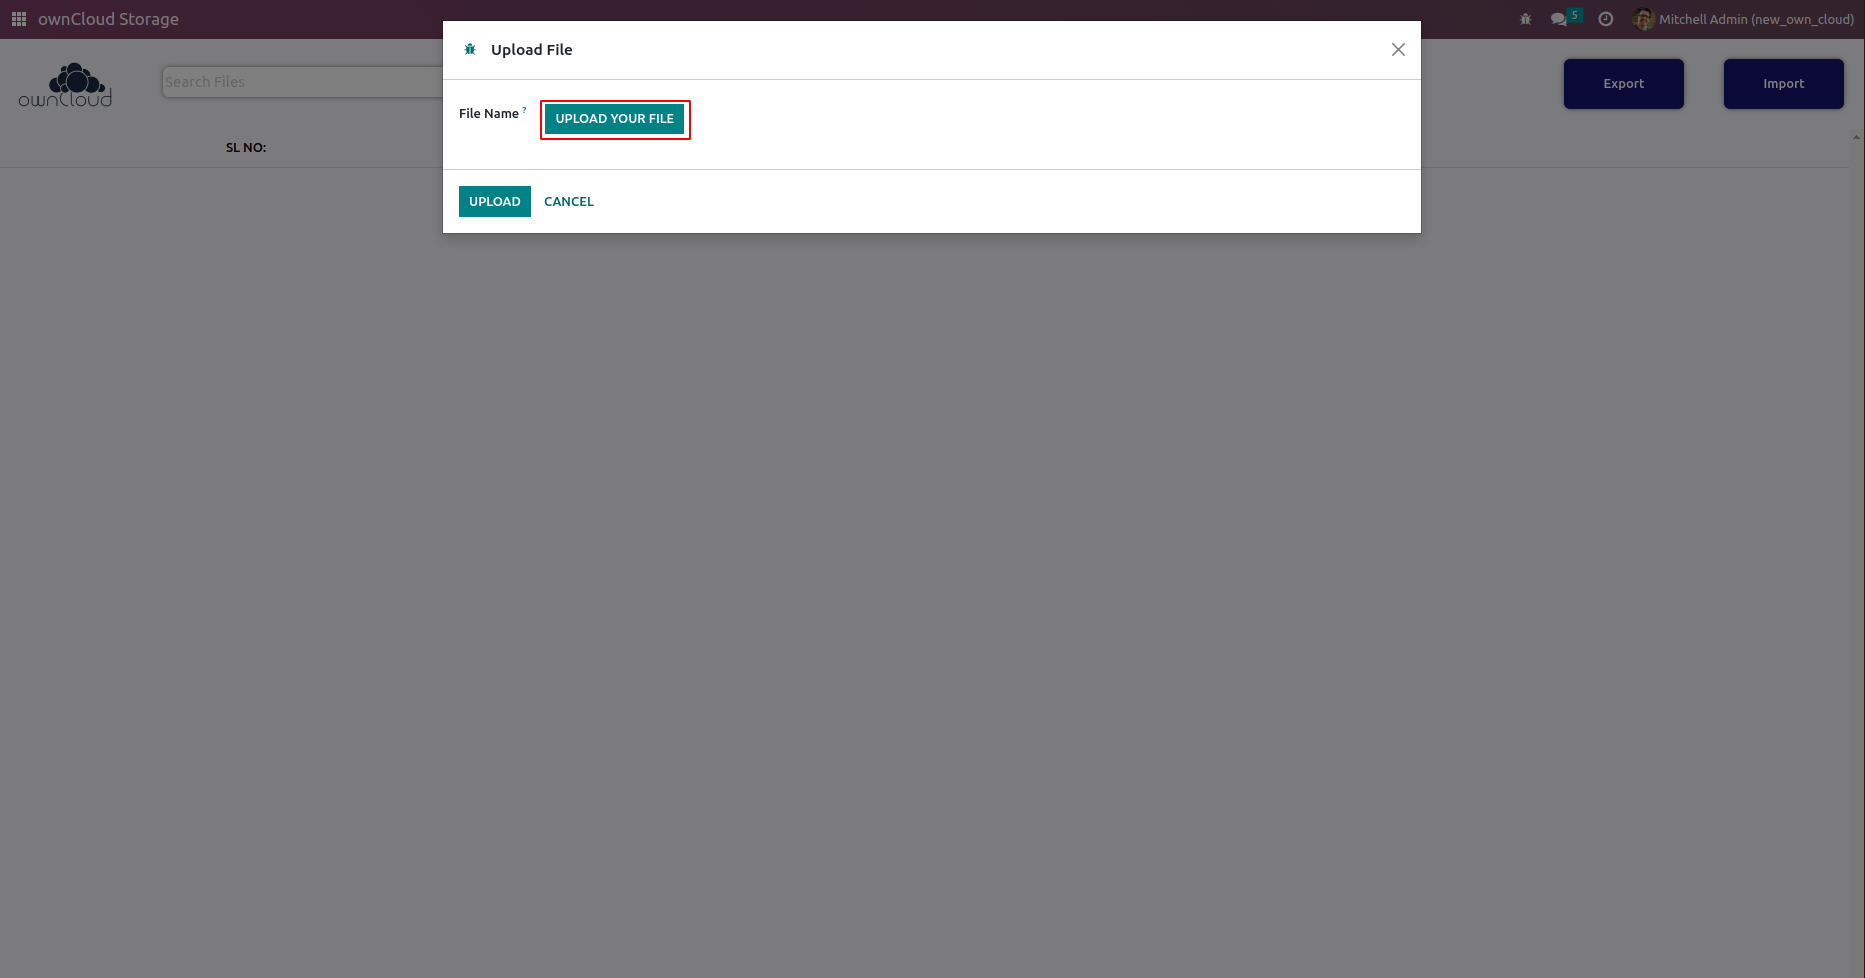 ownCloud Storage
5
Mitchell Admin (new_own_cloud)
Upload File
ownCloud
Search Files
Export
Import
File Name ?
UPLOAD YOUR FILE
SL NO:
UPLOAD
CANCEL